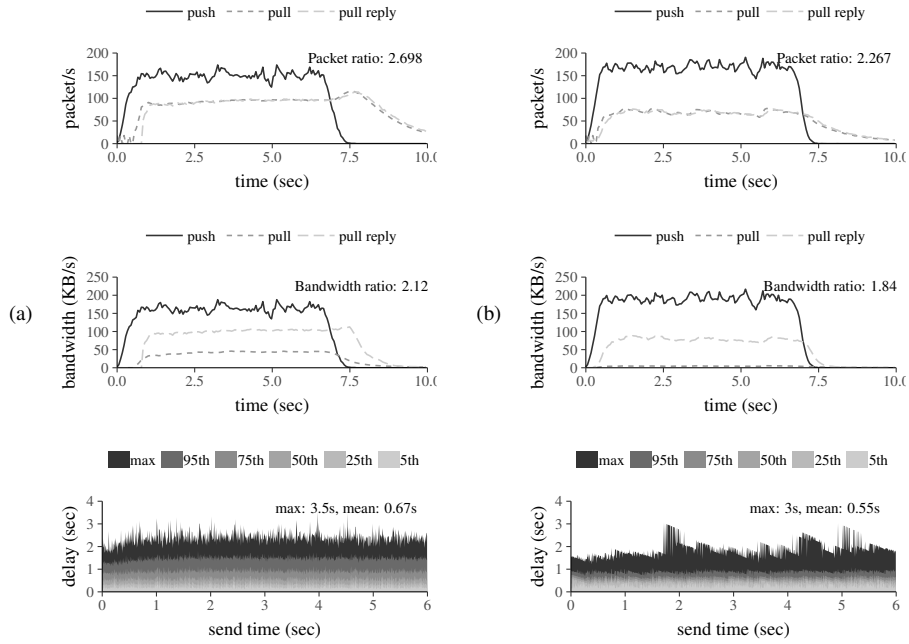 push pull pull reply
Packet ratio: 2.698
packet/s
200
150
100
50
0
0.0 2.5 5.0 7.5 10.0
time (sec)
push pull pull reply
Packet ratio: 2.267
packet/s
200
150
100
50
0
0.0 2.5 5.0 7.5 10.0
time (sec)
(a)
push pull pull reply
Bandwidth ratio: 2.12
bandwidth (KB/s)
250
200
150
100
50
0
0.0 2.5 5.0 7.5 10.0
time (sec)
(b)
push pull pull reply
Bandwidth ratio: 1.84
bandwidth (KB/s)
250
200
150
100
50
0
0.0 2.5 5.0 7.5 10.0
time (sec)
max 95th 75th 50th 25th 5th
max: 3.5s, mean: 0.67s
delay (sec)
4
3
2
1
0
0 1 2 3 4 5 6
send time (sec)
max 95th 75th 50th 25th 5th
max: 3s, mean: 0.55s
delay (sec)
4
3
2
1
0
0 1 2 3 4 5 6
send time (sec)